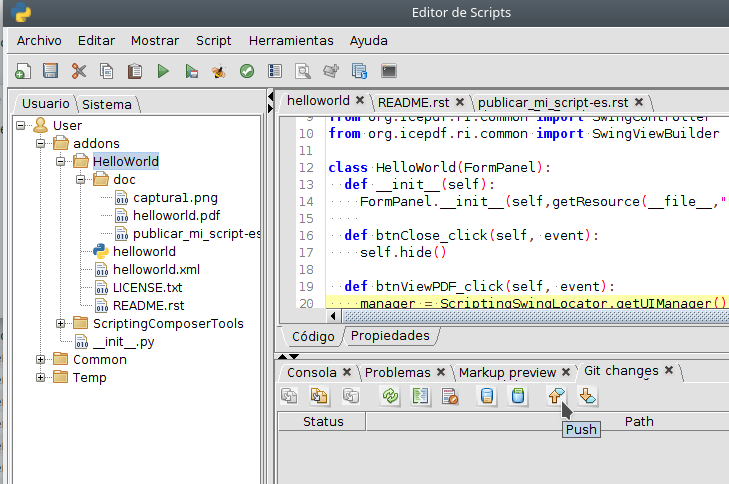 Editor de Scripts
Archivo Editar Mostrar Script Herramientas Ayuda
Usuario Sistema
User
addons
HelloWorld
doc
captura1.png
helloworld.pdf
publicar_mi_script-es
helloworld
helloworld.xml
LICENSE.txt
README.rst
ScriptingComposerTools
__init__.py
Common
Temp
helloworld README.rst publicar_mi_script-es.rst
9 from org.icepdf.ri.common import SwingController
10 from org.icepdf.ri.common import SwingViewBuilder
11
12 class HelloWorld(FormPanel):
13 def __init__(self):
14 FormPanel.__init__(self,getResource(__file__,"
15
16 def btnClose_click(self, event):
17 self.hide()
18
19 def btnViewPDF_click(self, event):
20 manager = ScriptingSwingLocator.getUIManager()
Código Propiedades
Consola Problemas Markup preview Git changes
Status Path
Push